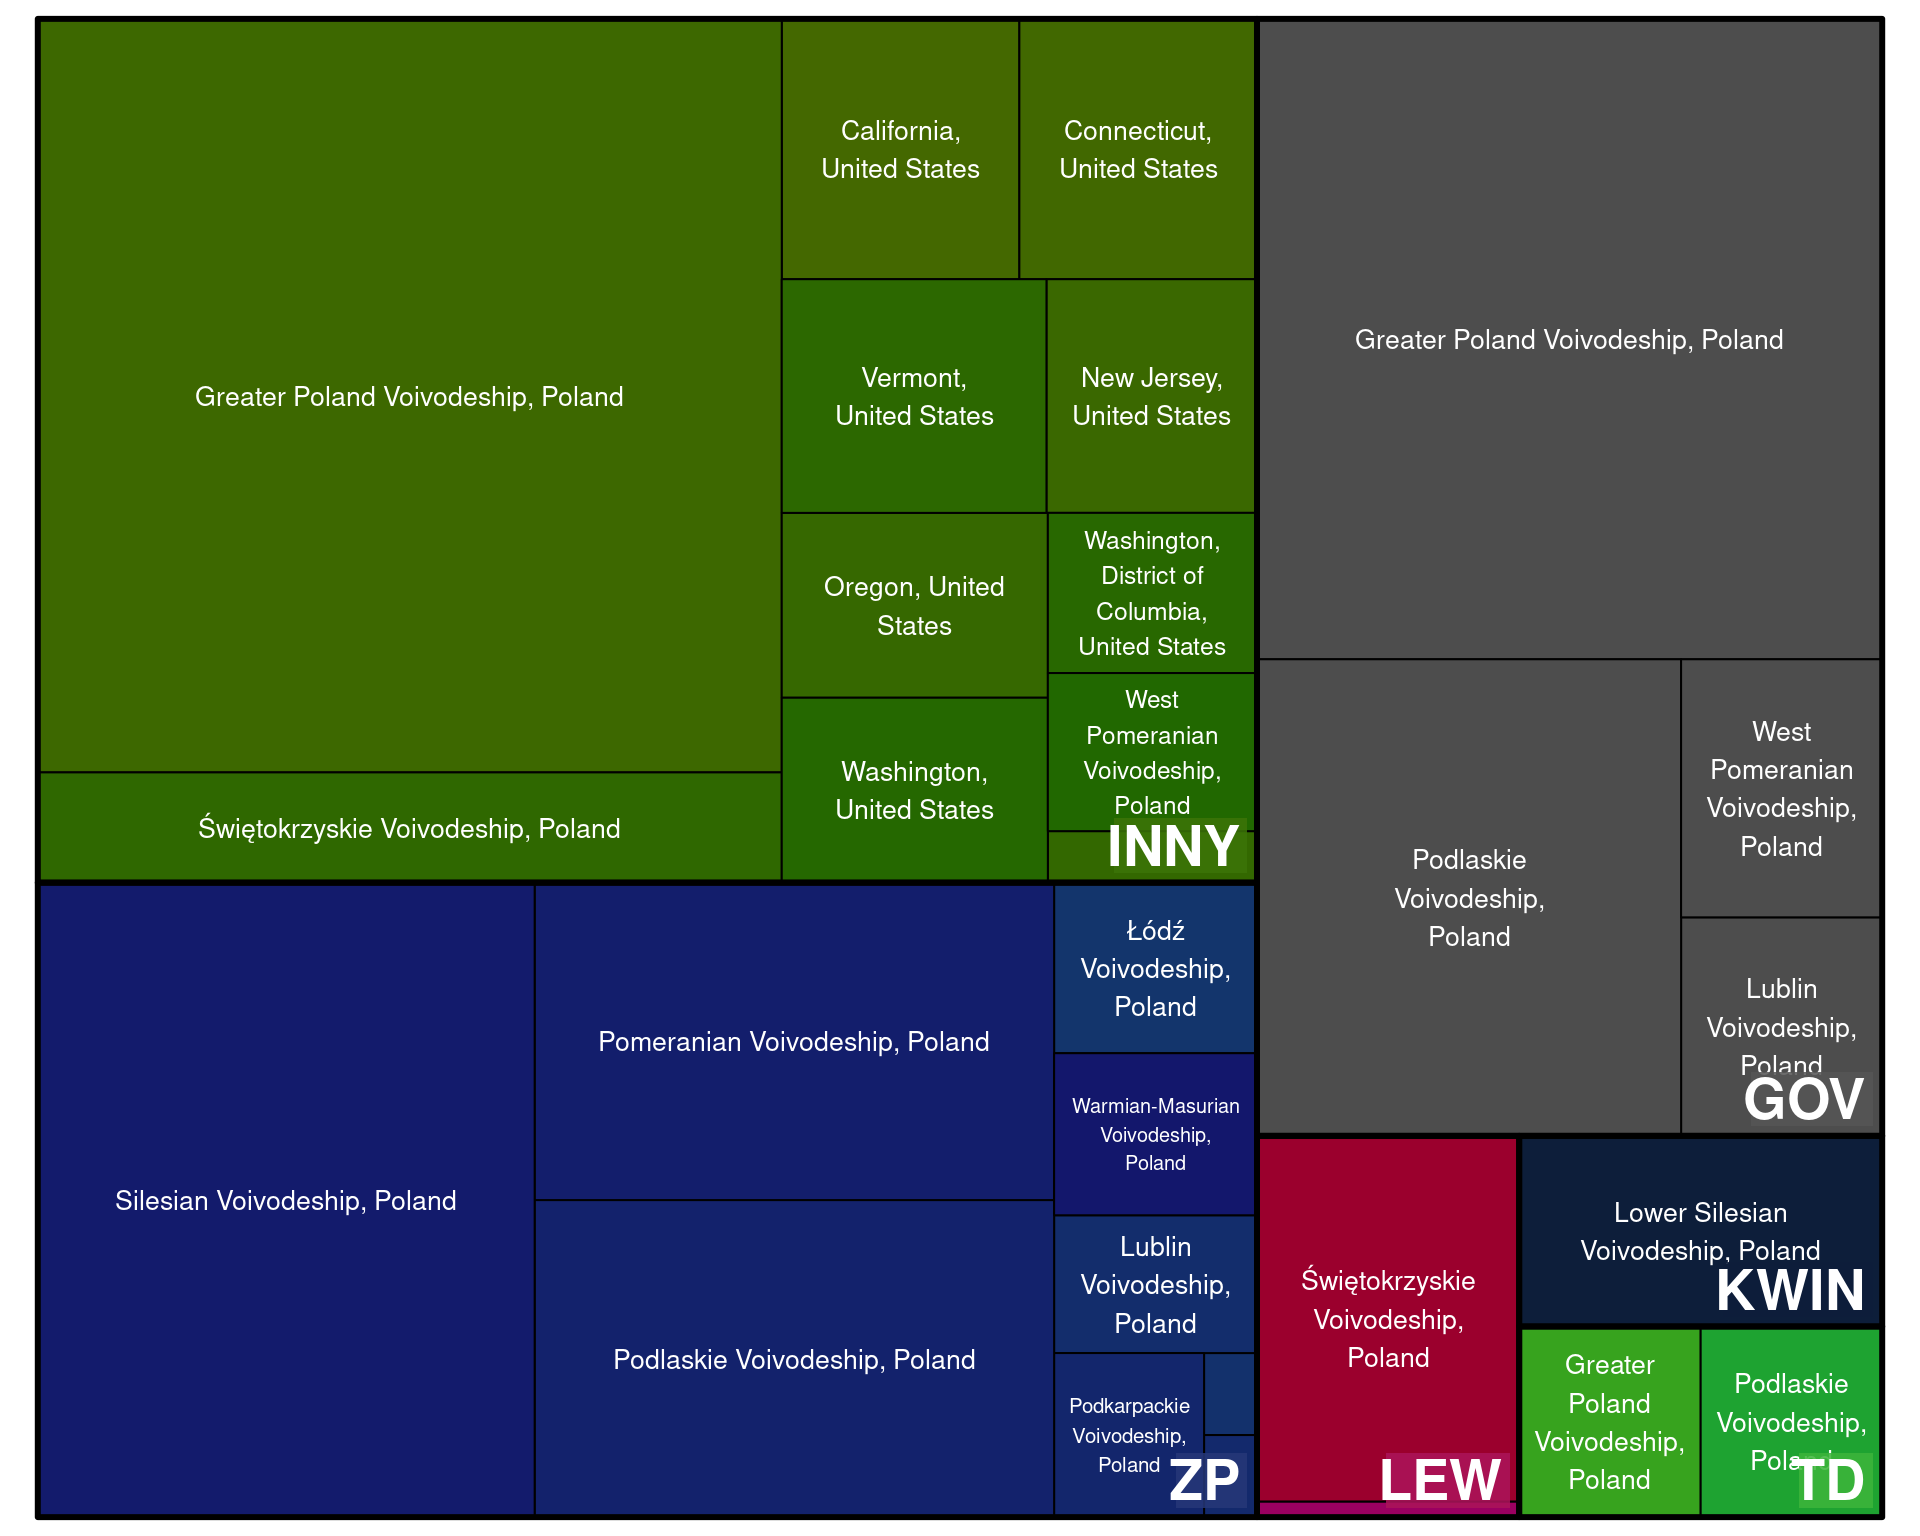 Greater Poland Voivodeship, Poland
Świętokrzyskie Voivodeship, Poland
California,
United States
Connecticut,
United States
Vermont,
United States
New Jersey,
United States
Oregon, United
States
Washington,
District of
Columbia,
United States
Washington,
United States
West
Pomeranian
Voivodeship,
Poland
INNY
Silesian Voivodeship, Poland
Pomeranian Voivodeship, Poland
Podlaskie Voivodeship, Poland
Łódź
Voivodeship,
Poland
Warmian-Masurian
Voivodeship,
Poland
Lublin
Voivodeship,
Poland
Podkarpackie
Voivodeship,
Poland
ZP
Greater Poland Voivodeship, Poland
Podlaskie
Voivodeship,
Poland
West
Pomeranian
Voivodeship,
Poland
Lublin
Voivodeship,
Poland
GOV
Świętokrzyskie
Voivodeship,
Poland
LEW
Lower Silesian
Voivodeship, Poland
KWIN
Greater
Poland
Voivodeship,
Poland
Podlaskie
Voivodeship,
Poland
TD